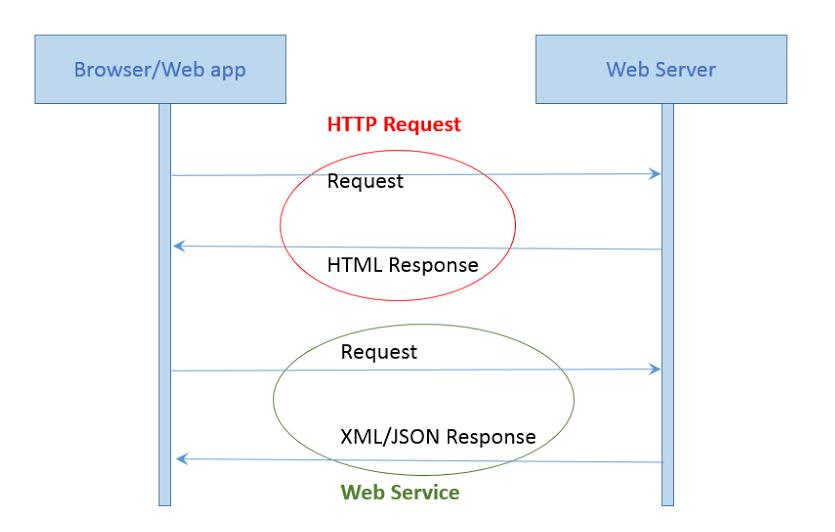 Browser/Web app
Web Server
HTTP Request
Request
HTML Response
Request
XML/JSON Response
Web Service